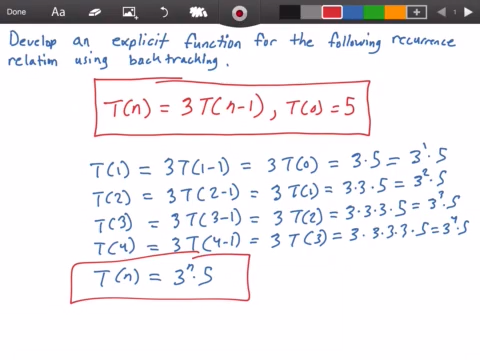 Done Aa
Develop an explicit function for the following recurrence
relation using backtracking.
T(n) = 3T(n-1), T(0) = 5
T(1) = 3T(1-1) = 3T(0) = 3·5 = 3¹·5
T(2) = 3T(2-1) = 3T(1) = 3·3·5 = 3²·5
T(3) = 3T(3-1) = 3T(2) = 3·3·3·5 = 3³·5
T(4) = 3T(4-1) = 3T(3) = 3·3·3·3·5 = 3⁴·5
T(n) = 3ⁿ·5